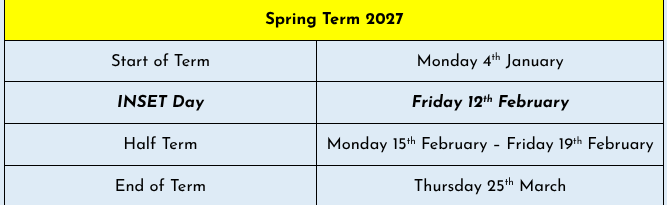 Spring Term 2027
Start of Term Monday 4th January
INSET Day Friday 12th February
Half Term Monday 15th February – Friday 19th February
End of Term Thursday 25th March